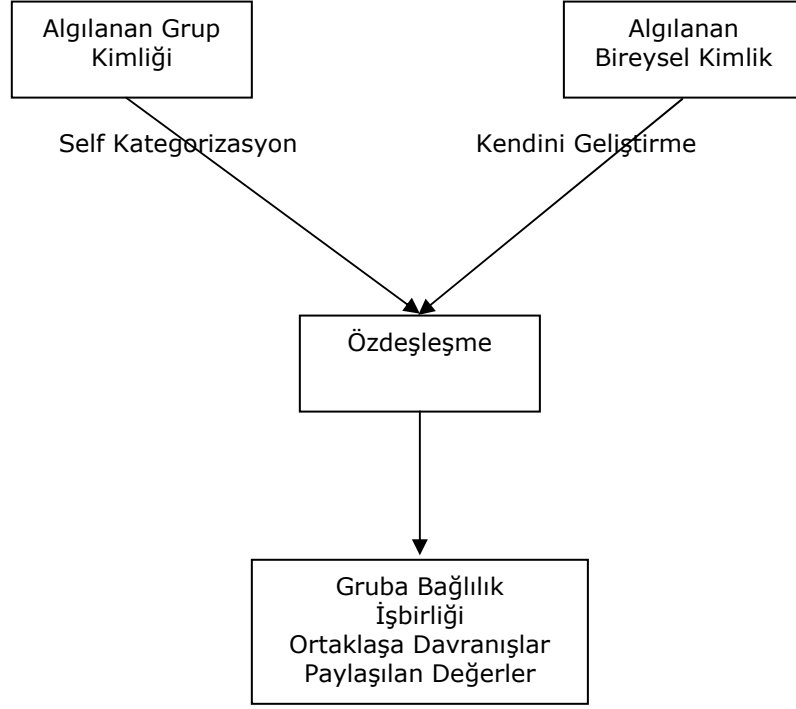 Algılanan Grup
Kimliği
Algılanan
Bireysel Kimlik
Self Kategorizasyon
Kendini Geliştirme
Özdeşleşme
Gruba Bağlılık
İşbirliği
Ortaklaşa Davranışlar
Paylaşılan Değerler